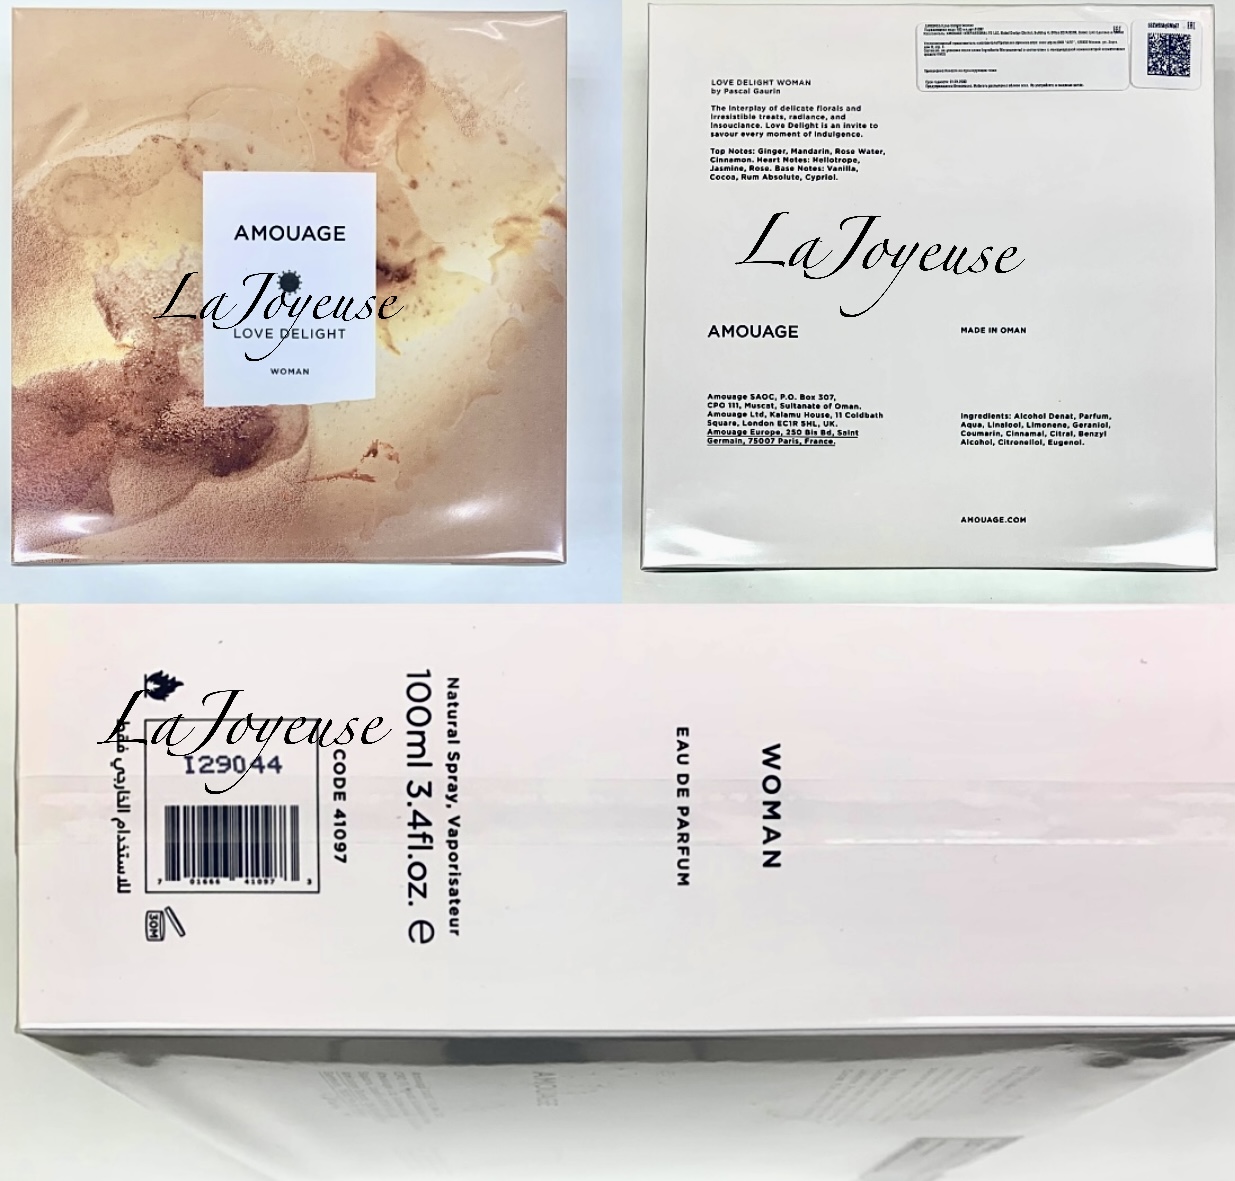 AMOUAGE
LaJoyeuse
LOVE DELIGHT
WOMAN
LOVE DELIGHT WOMAN
by Pascal Gaurin
The interplay of delicate florals and
irresistible treats, radiance, and
insouciance. Love Delight is an invite to
savour every moment of indulgence.
Top Notes: Ginger, Mandarin, Rose Water,
Cinnamon. Heart Notes: Heliotrope,
Jasmine, Rose. Base Notes: Vanilla,
Cocoa, Rum Absolute, Cypriol.
LaJoyeuse
AMOUAGE
MADE IN OMAN
Amouage SAOC, P.O. Box 307,
CPO 111, Muscat, Sultanate of Oman.
Amouage Ltd, Kalamu House, 11 Coldbath
Square, London EC1R 5HL, UK.
Amouage Europe, 250 Bis Bd, Saint
Germain, 75007 Paris, France.
Ingredients: Alcohol Denat, Parfum,
Aqua, Linalool, Limonene, Geraniol,
Coumarin, Cinnamal, Citral, Benzyl
Alcohol, Citronellol, Eugenol.
AMOUAGE.COM
WOMAN
EAU DE PARFUM
Natural Spray, Vaporisateur
100ml 3.4fl.oz. e
CODE 41097
LaJoyeuse
I29044
7 01666 41097 3
للاستخدام الخارجي فقط
30M
AMOUAGE